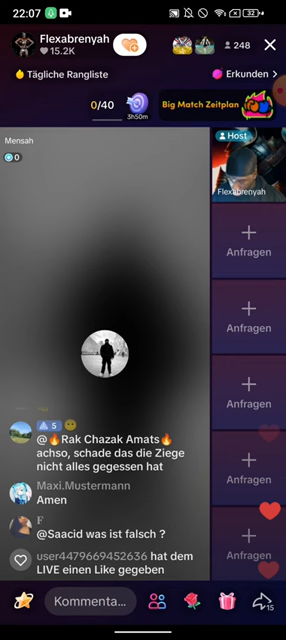 22:07
32
Flexabrenyah
15.2K
248
Tägliche Rangliste
Erkunden >
0/40
3h50m
Big Match Zeitplan
Mensah
0
Host
Flexabrenyah
Anfragen
Anfragen
Anfragen
Anfragen
Anfragen
5
@🔥Rak Chazak Amats🔥
achso, schade das die Ziege
nicht alles gegessen hat
Maxi.Mustermann
Amen
F
@Saacid was ist falsch ?
user4479669452636 hat dem
LIVE einen Like gegeben
Kommenta...
15